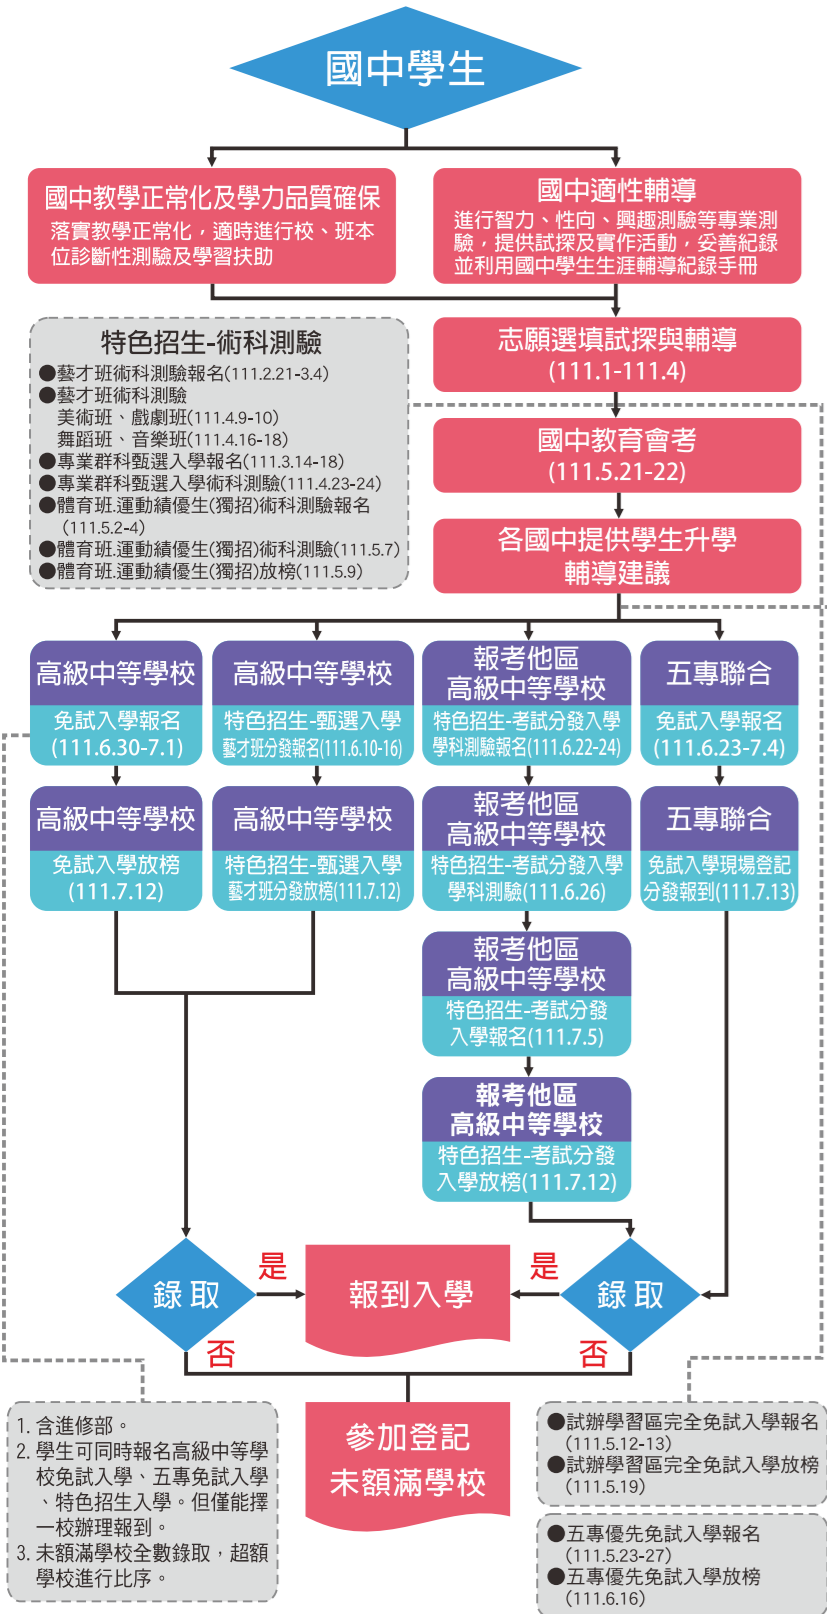 國中學生
國中教學正常化及學力品質確保
落實教學正常化，適時進行校、班本
位診斷性測驗及學習扶助
國中適性輔導
進行智力、性向、興趣測驗等專業測
驗，提供試探及實作活動，妥善紀錄
並利用國中學生生涯輔導紀錄手冊
特色招生-術科測驗
●藝才班術科測驗報名(111.2.21-3.4)
●藝才班術科測驗
美術班、戲劇班(111.4.9-10)
舞蹈班、音樂班(111.4.16-18)
●專業群科甄選入學報名(111.3.14-18)
●專業群科甄選入學術科測驗(111.4.23-24)
●體育班.運動績優生(獨招)術科測驗報名
(111.5.2-4)
●體育班.運動績優生(獨招)術科測驗(111.5.7)
●體育班.運動績優生(獨招)放榜(111.5.9)
志願選填試探與輔導
(111.1-111.4)
國中教育會考
(111.5.21-22)
各國中提供學生升學
輔導建議
高級中等學校
免試入學報名
(111.6.30-7.1)
高級中等學校
特色招生-甄選入學
藝才班分發報名(111.6.10-16)
報考他區
高級中等學校
特色招生-考試分發入學
學科測驗報名(111.6.22-24)
五專聯合
免試入學報名
(111.6.23-7.4)
高級中等學校
免試入學放榜
(111.7.12)
高級中等學校
特色招生-甄選入學
藝才班分發放榜(111.7.12)
報考他區
高級中等學校
特色招生-考試分發入學
學科測驗(111.6.26)
五專聯合
免試入學現場登記
分發報到(111.7.13)
報考他區
高級中等學校
特色招生-考試分發
入學報名(111.7.5)
報考他區
高級中等學校
特色招生-考試分發
入學放榜(111.7.12)
錄取
是
報到入學
是
錄取
否
否
參加登記
未額滿學校
1. 含進修部。
2. 學生可同時報名高級中等學
校免試入學、五專免試入學
、特色招生入學。但僅能擇
一校辦理報到。
3. 未額滿學校全數錄取，超額
學校進行比序。
●試辦學習區完全免試入學報名
(111.5.12-13)
●試辦學習區完全免試入學放榜
(111.5.19)
●五專優先免試入學報名
(111.5.23-27)
●五專優先免試入學放榜
(111.6.16)